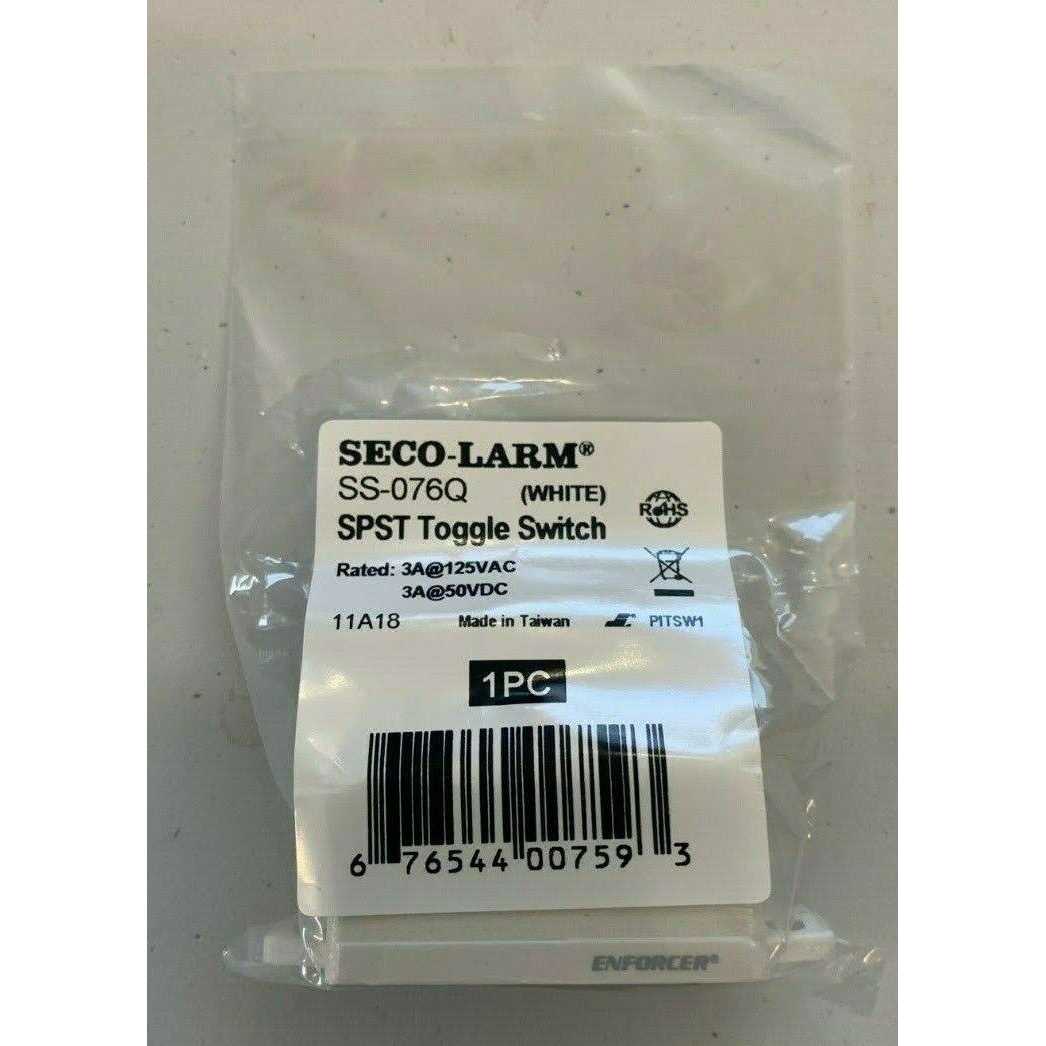 SECO-LARM®
SS-076Q (WHITE)
RoHS
SPST Toggle Switch
Rated: 3A@125VAC
3A@50VDC
11A18 Made in Taiwan PITSW1
1PC
6 76544 00759 3
ENFORCER®